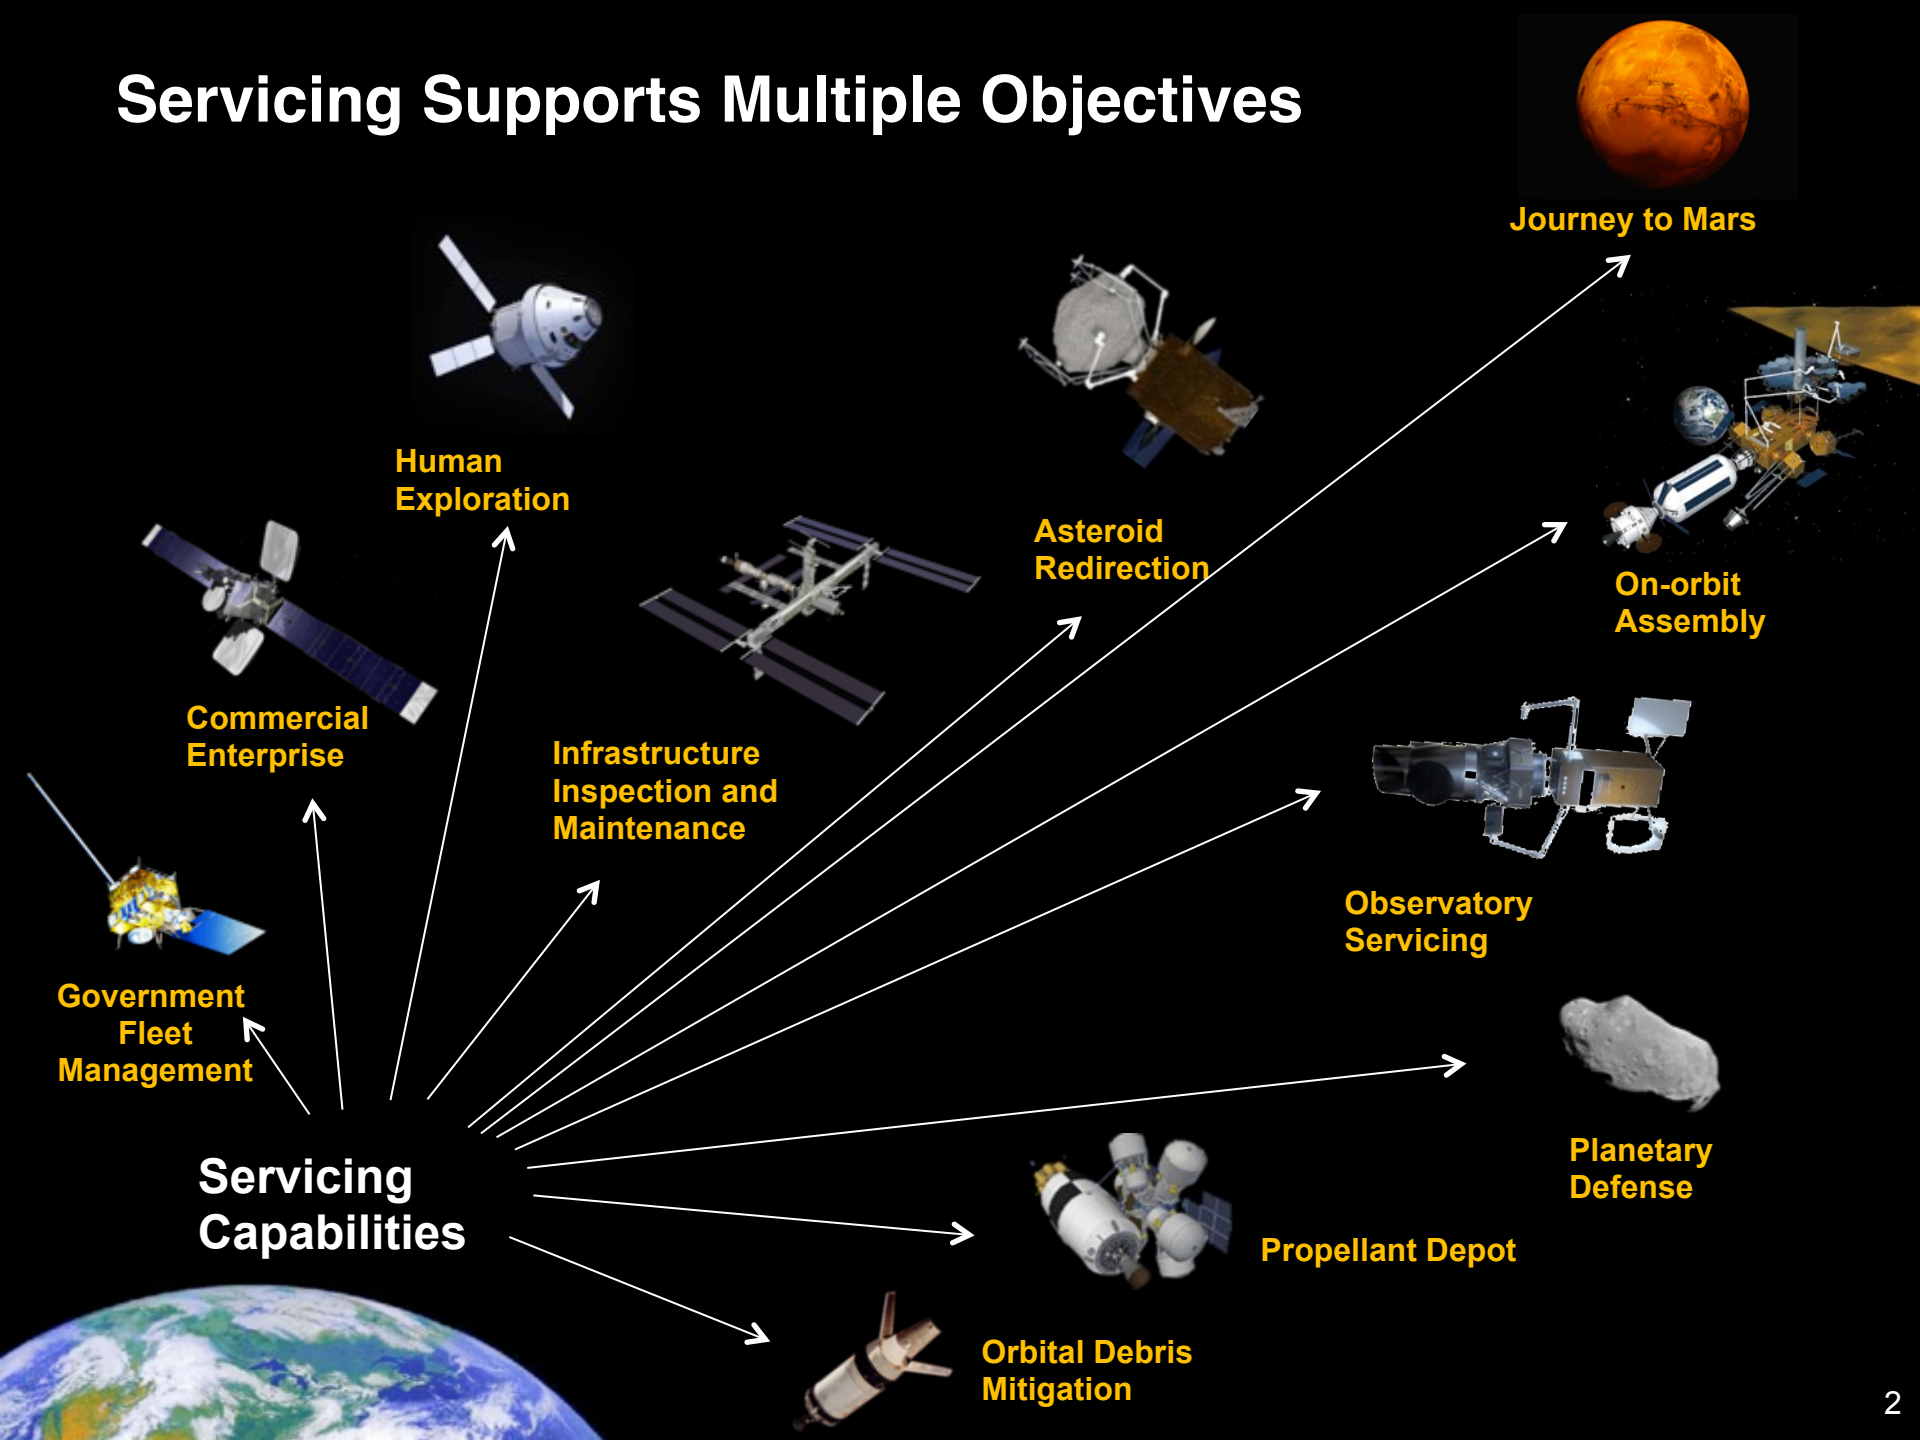 Servicing Supports Multiple Objectives
Journey to Mars
Human
Exploration
Asteroid
Redirection
On-orbit
Assembly
Commercial
Enterprise
Infrastructure
Inspection and
Maintenance
Observatory
Servicing
Government
Fleet
Management
Planetary
Defense
Servicing
Capabilities
Propellant Depot
Orbital Debris
Mitigation
2